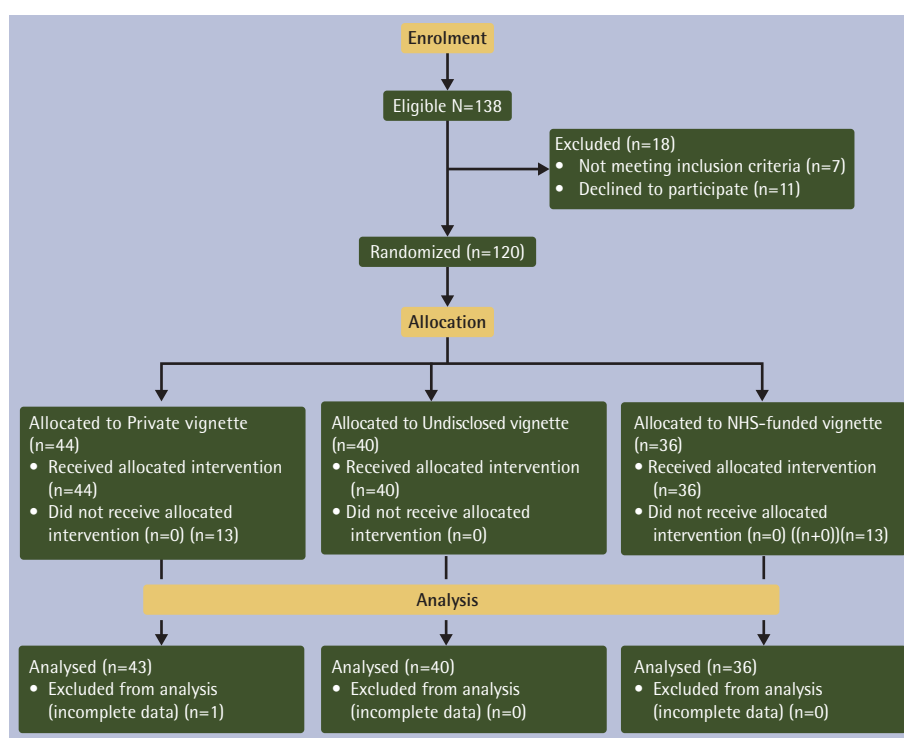 Enrolment
Eligible N=138
Excluded (n=18)
• Not meeting inclusion criteria (n=7)
• Declined to participate (n=11)
Randomized (n=120)
Allocation
Allocated to Private vignette
(n=44)
• Received allocated intervention
(n=44)
• Did not receive allocated
intervention (n=0) (n=13)
Allocated to Undisclosed vignette
(n=40)
• Received allocated intervention
(n=40)
• Did not receive allocated
intervention (n=0)
Allocated to NHS-funded vignette
(n=36)
• Received allocated intervention
(n=36)
• Did not receive allocated
intervention (n=0) ((n+0))(n=13)
Analysis
Analysed (n=43)
• Excluded from analysis
(incomplete data) (n=1)
Analysed (n=40)
• Excluded from analysis
(incomplete data) (n=0)
Analysed (n=36)
• Excluded from analysis
(incomplete data) (n=0)